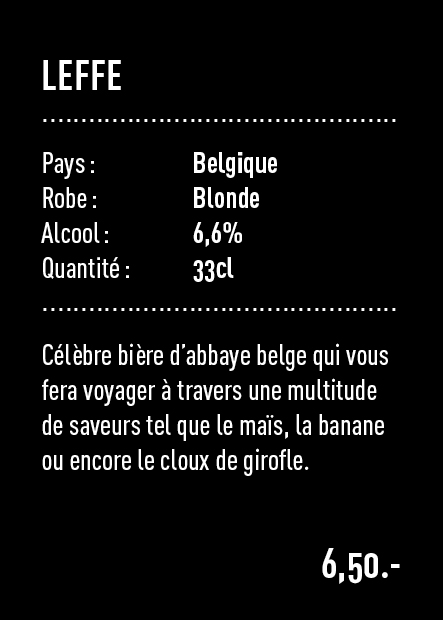 LEFFE
Pays : Belgique
Robe : Blonde
Alcool : 6,6%
Quantité : 33cl
Célèbre bière d’abbaye belge qui vous
fera voyager à travers une multitude
de saveurs tel que le maïs, la banane
ou encore le cloux de girofle.
6,50.-